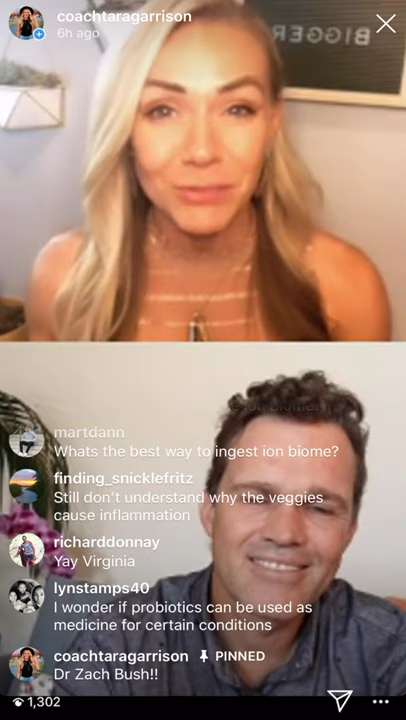 coachtaragarrison
6h ago
BIGGER
martdann
Whats the best way to ingest ion biome?
finding_snicklefritz
Still don't understand why the veggies
cause inflammation
richarddonnay
Yay Virginia
lynstamps40
I wonder if probiotics can be used as
medicine for certain conditions
coachtaragarrison PINNED
Dr Zach Bush!!
1,302